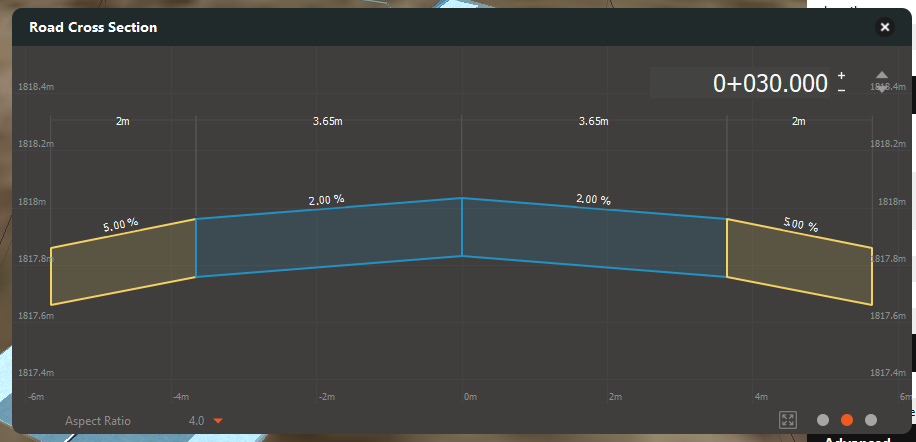 Road Cross Section
0+030.000 + −
1818.4m 1818.4m
2m 3.65m 3.65m 2m
1818.2m 1818.2m
1818m 2.00 % 2.00 % 1818m
5.00 % 5.00 %
1817.8m 1817.8m
1817.6m 1817.6m
1817.4m 1817.4m
-6m -4m -2m 0m 2m 4m 6m
Aspect Ratio 4.0
Advanced